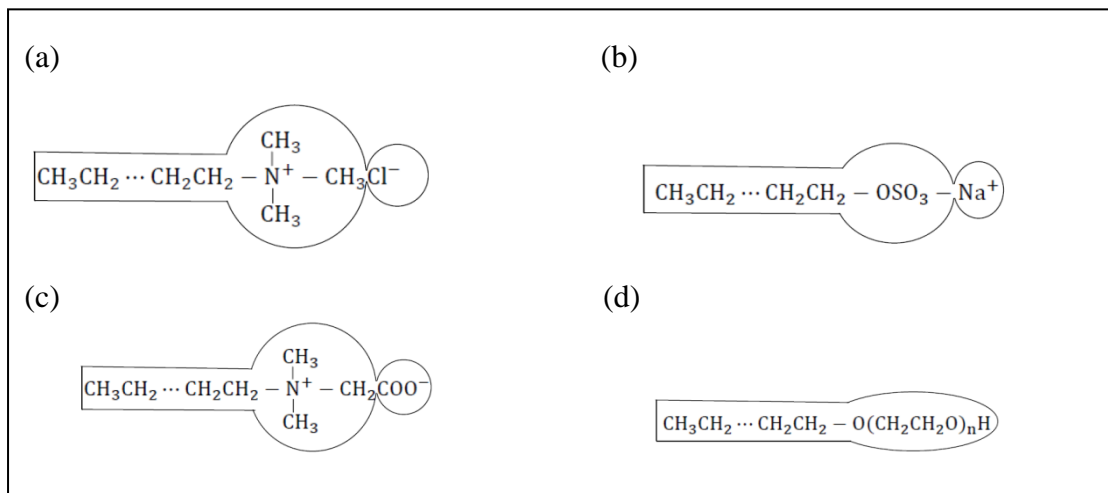 (a)
(b)
CH₃
CH₃CH₂ ⋯ CH₂CH₂ − N⁺ − CH₃Cl⁻
CH₃
CH₃CH₂ ⋯ CH₂CH₂ − OSO₃ − Na⁺
(c)
(d)
CH₃
CH₃CH₂ ⋯ CH₂CH₂ − N⁺ − CH₂COO⁻
CH₃
CH₃CH₂ ⋯ CH₂CH₂ − O(CH₂CH₂O)ₙH